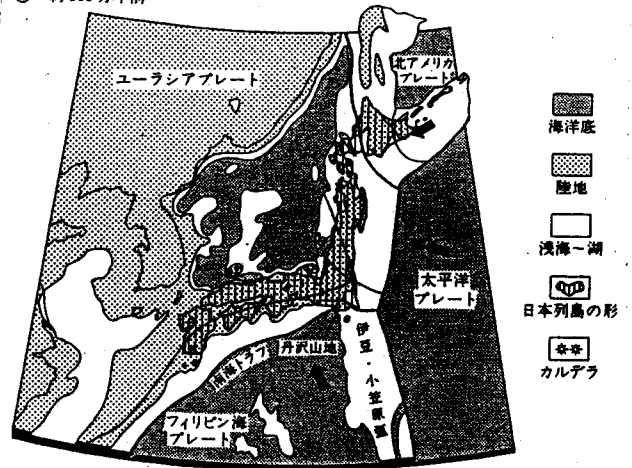 ユーラシアプレート
北アメリカ
プレート
太平洋
プレート
伊豆・小笠原弧
丹沢山地
南海トラフ
フィリピン海
プレート
海洋底
陸地
浅海～湖
日本列島の形
カルデラ